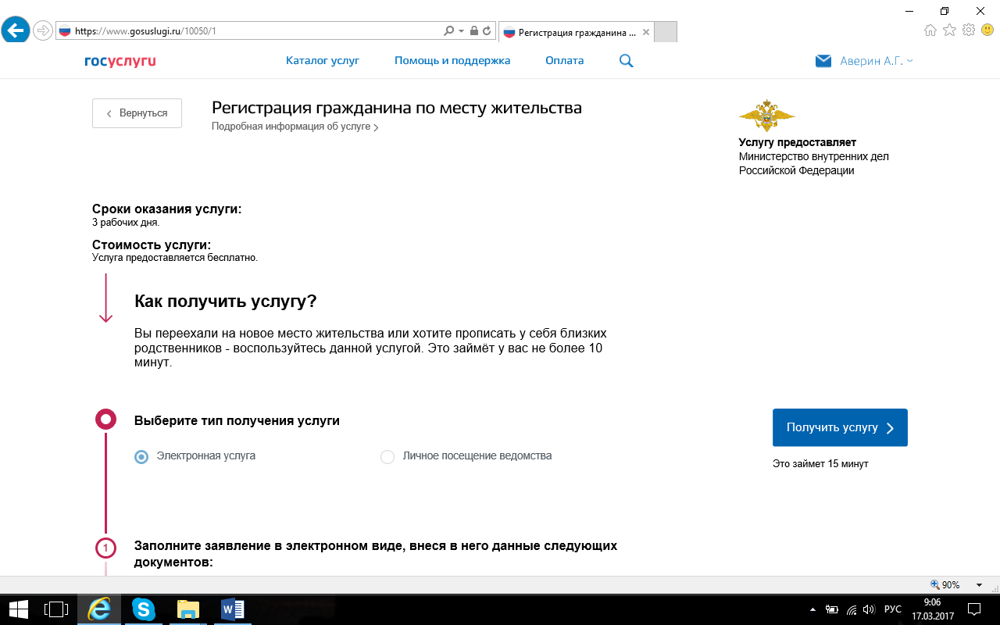 https://www.gosuslugi.ru/10050/1
Регистрация гражданина ...
госуслуги
Каталог услуг
Помощь и поддержка
Оплата
Аверин А.Г.
Вернуться
Регистрация гражданина по месту жительства
Подробная информация об услуге
Услугу предоставляет
Министерство внутренних дел
Российской Федерации
Сроки оказания услуги:
3 рабочих дня.
Стоимость услуги:
Услуга предоставляется бесплатно.
Как получить услугу?
Вы переехали на новое место жительства или хотите прописать у себя близких
родственников - воспользуйтесь данной услугой. Это займёт у вас не более 10
минут.
Выберите тип получения услуги
Электронная услуга
Личное посещение ведомства
Получить услугу
Это займет 15 минут
1
Заполните заявление в электронном виде, внеся в него данные следующих
документов:
90%
РУС
9:06
17.03.2017